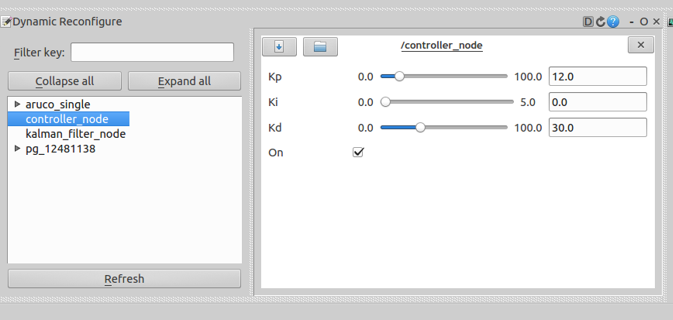 Dynamic Reconfigure
D
- O ×
Filter key:
Collapse all
Expand all
aruco_single
controller_node
kalman_filter_node
pg_12481138
Refresh
/controller_node
Kp 0.0 100.0 12.0
Ki 0.0 5.0 0.0
Kd 0.0 100.0 30.0
On